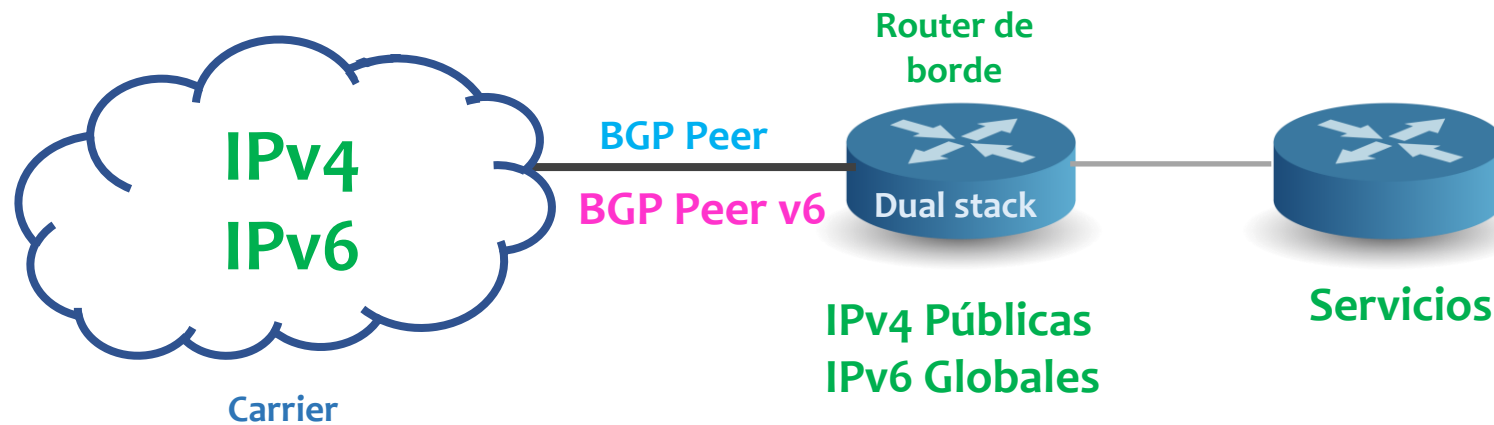 IPv4
IPv6
Carrier
BGP Peer
BGP Peer v6
Router de
borde
Dual stack
IPv4 Públicas
IPv6 Globales
Servicios